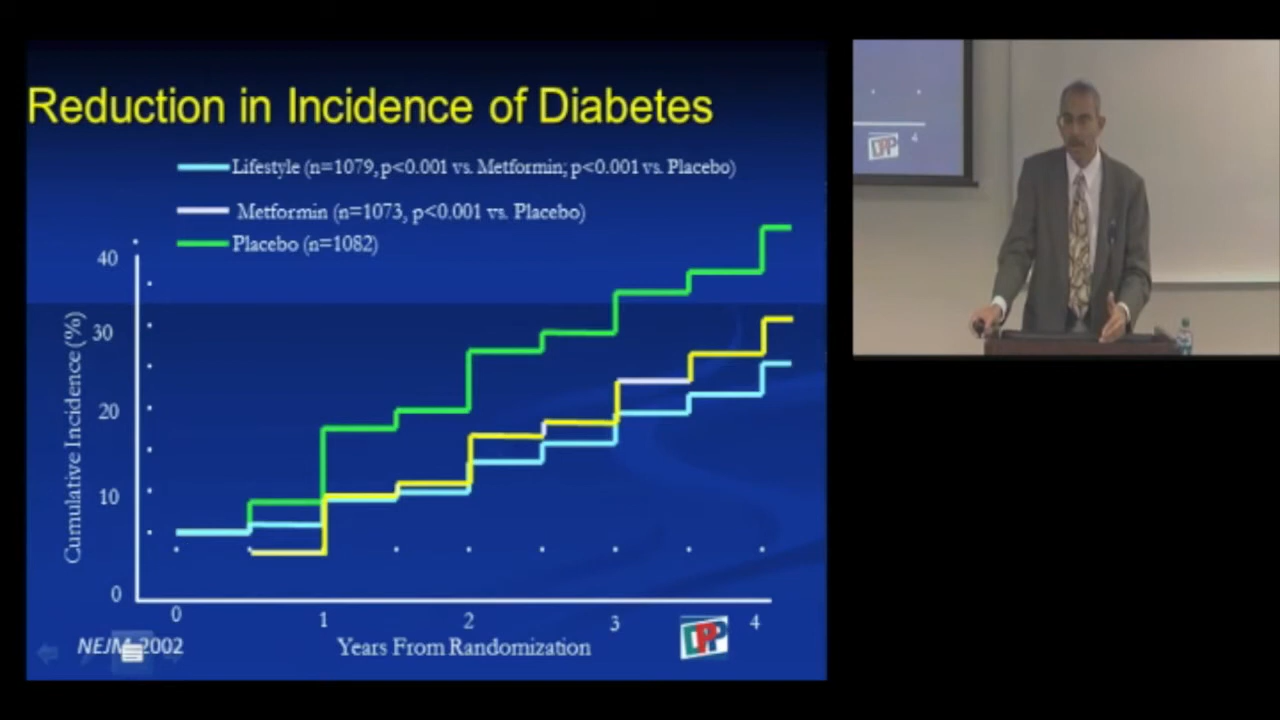 Reduction in Incidence of Diabetes
Lifestyle (n=1079, p<0.001 vs. Metformin; p<0.001 vs. Placebo)
Metformin (n=1073, p<0.001 vs. Placebo)
Placebo (n=1082)
40
30
20
10
0
Cumulative Incidence (%)
0
1
2
3
4
Years From Randomization
NEJM 2002
DPP
DPP
4